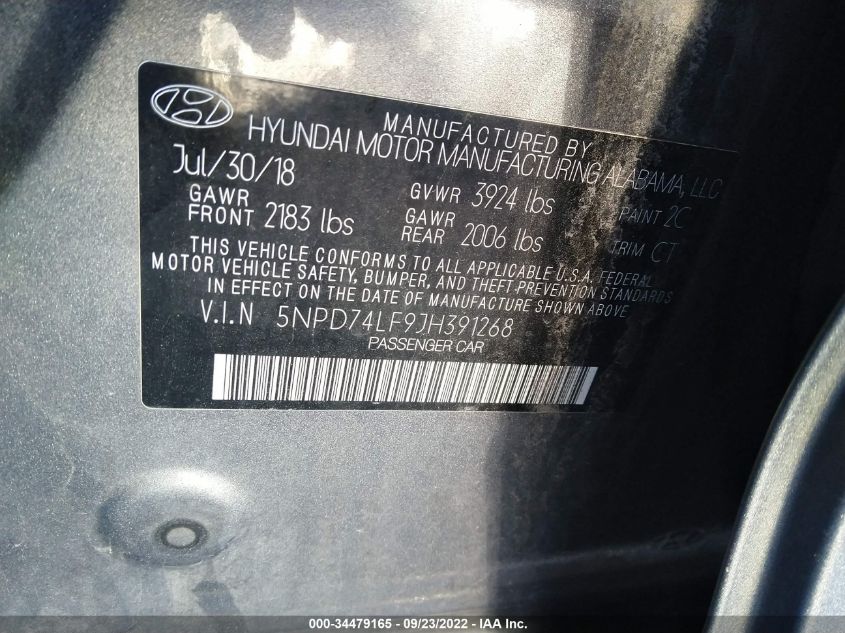 MANUFACTURED BY
HYUNDAI MOTOR MANUFACTURING ALABAMA, LLC
Jul/30/18
GVWR 3924 lbs
PAINT 2C
GAWR FRONT 2183 lbs
GAWR REAR 2006 lbs
TRIM CT
THIS VEHICLE CONFORMS TO ALL APPLICABLE U.S.A. FEDERAL
MOTOR VEHICLE SAFETY, BUMPER, AND THEFT PREVENTION STANDARDS
IN EFFECT ON THE DATE OF MANUFACTURE SHOWN ABOVE
V.I.N 5NPD74LF9JH391268
PASSENGER CAR
000-34479165 - 09/23/2022 - IAA Inc.